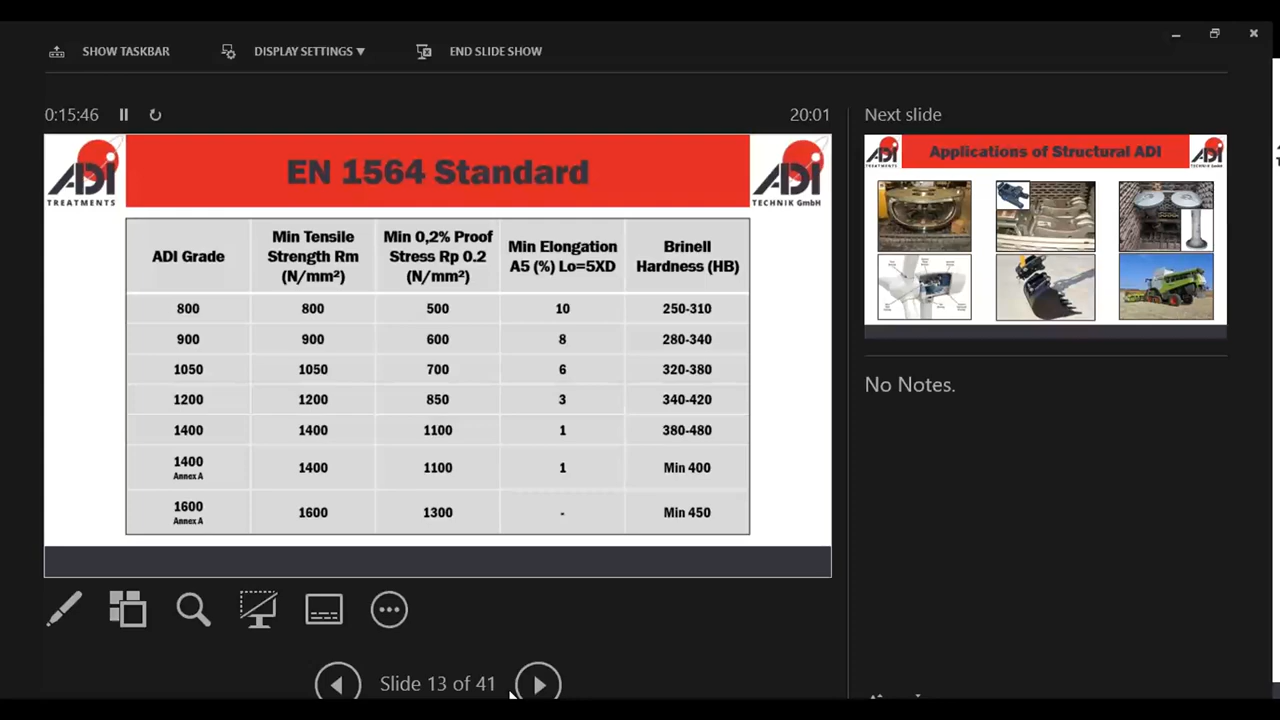 SHOW TASKBAR DISPLAY SETTINGS ▼ END SLIDE SHOW
0:15:46 20:01
ADI TREATMENTS
EN 1564 Standard
ADI TECHNIK GmbH
ADI Grade Min Tensile Strength Rm (N/mm²) Min 0,2% Proof Stress Rp 0.2 (N/mm²) Min Elongation A5 (%) Lo=5XD Brinell Hardness (HB)
800 800 500 10 250-310
900 900 600 8 280-340
1050 1050 700 6 320-380
1200 1200 850 3 340-420
1400 1400 1100 1 380-480
1400 Annex A 1400 1100 1 Min 400
1600 Annex A 1600 1300 - Min 450
Slide 13 of 41
Next slide
ADI TREATMENTS
Applications of Structural ADI
ADI TECHNIK GmbH
No Notes.